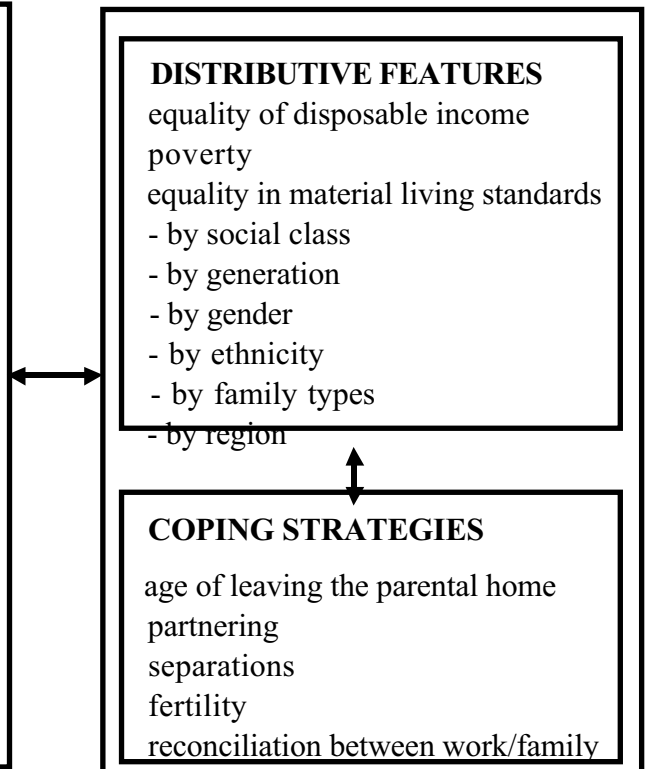 DISTRIBUTIVE FEATURES
equality of disposable income
poverty
equality in material living standards
- by social class
- by generation
- by gender
- by ethnicity
- by family types
- by region
COPING STRATEGIES
age of leaving the parental home
partnering
separations
fertility
reconciliation between work/family